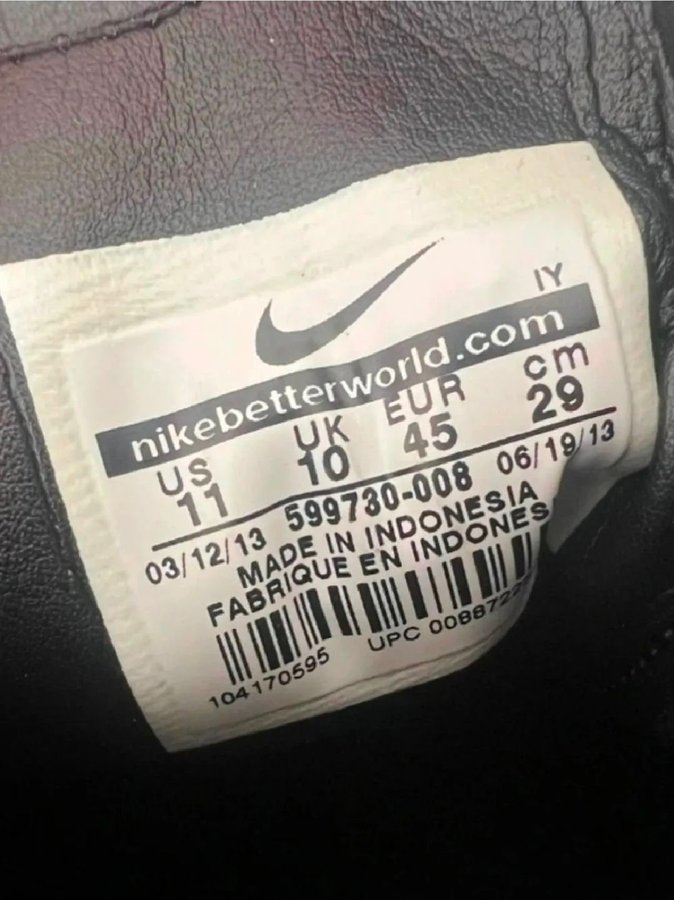 IY
nikebetterworld.com
US UK EUR cm
11 10 45 29
03/12/13 599730-008 06/19/13
MADE IN INDONESIA
FABRIQUE EN INDONES
104170595 UPC 0088722